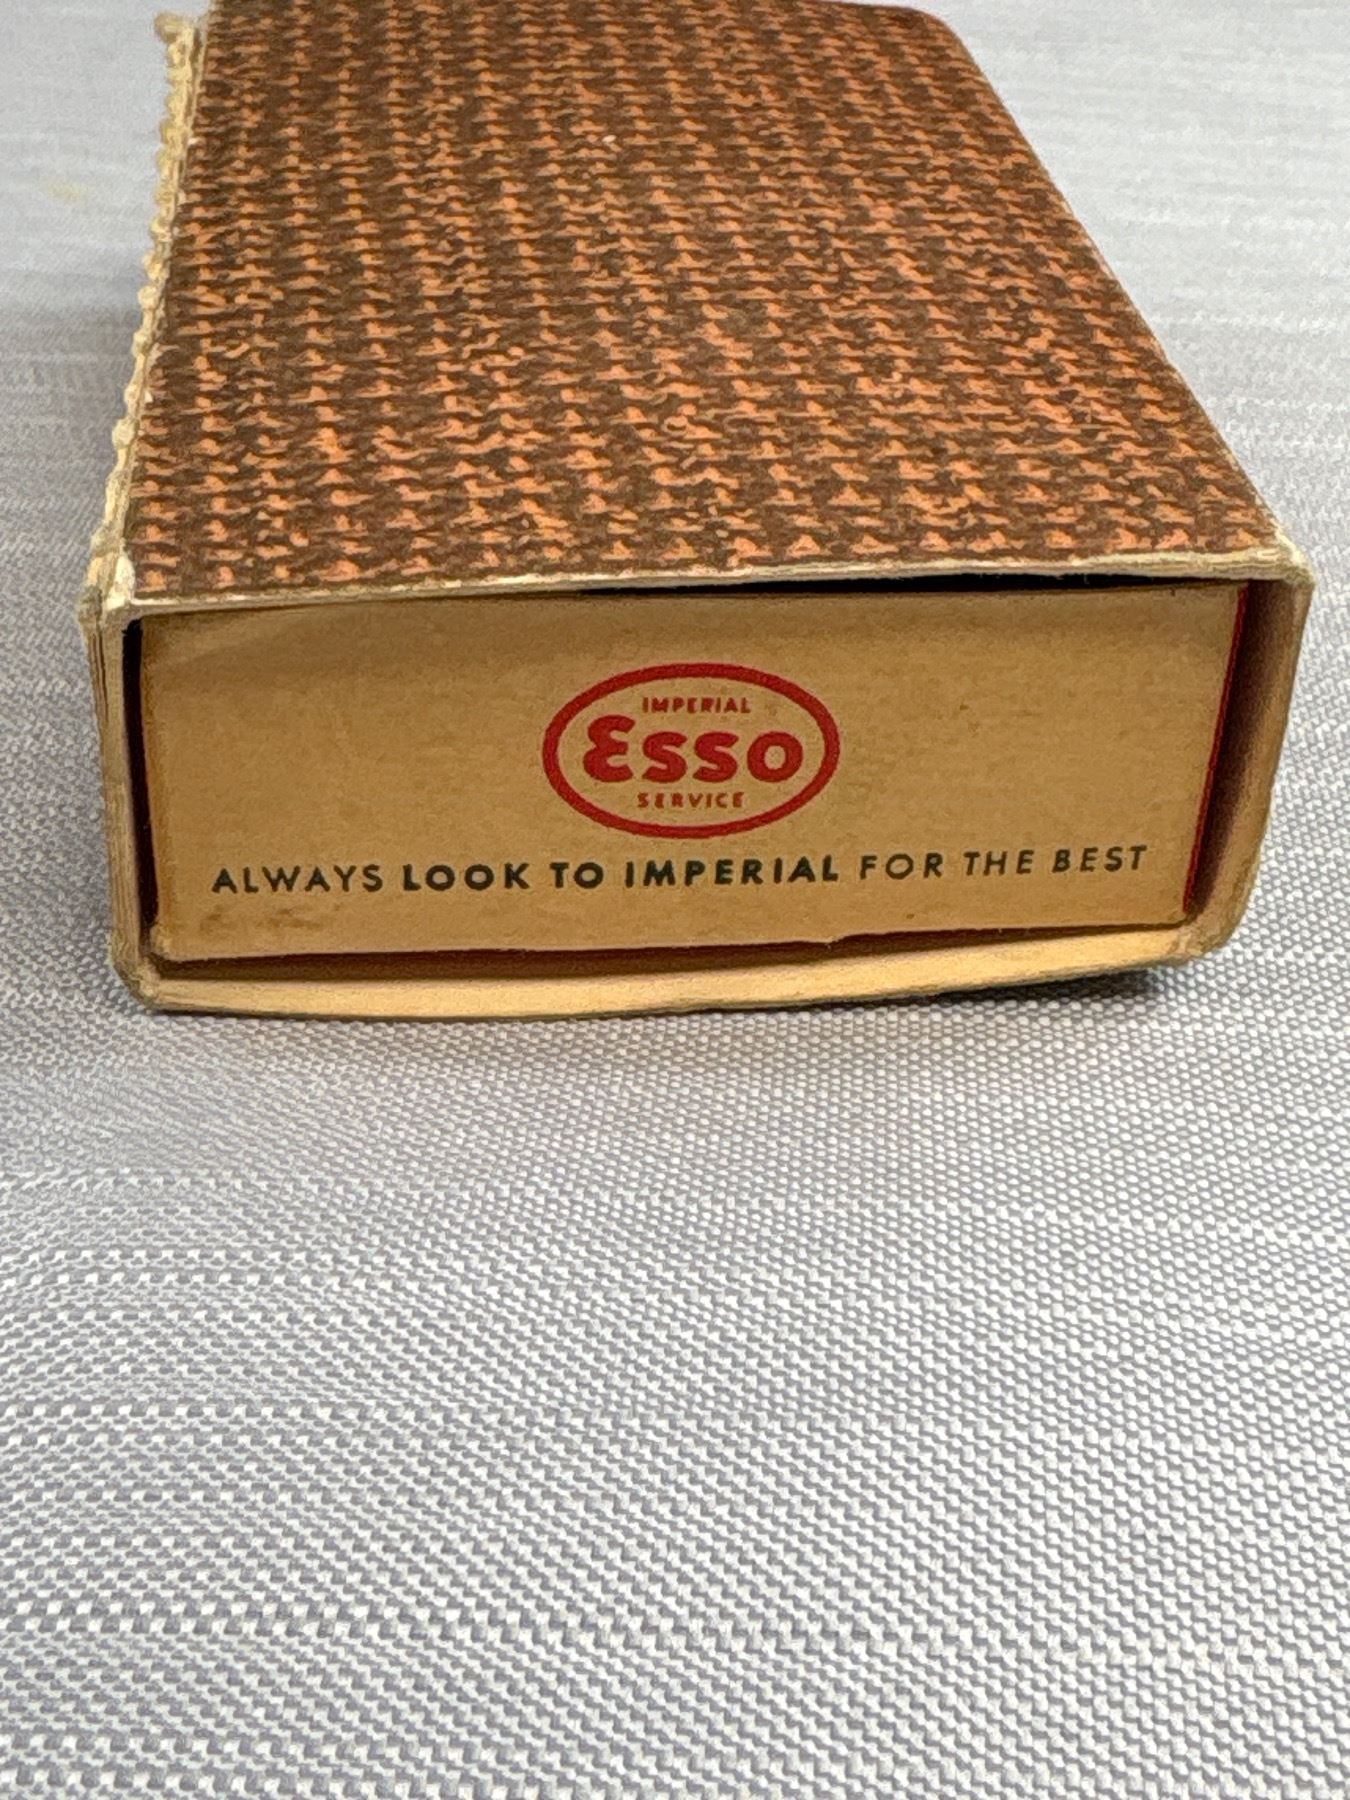 IMPERIAL
Esso
SERVICE
ALWAYS LOOK TO IMPERIAL FOR THE BEST